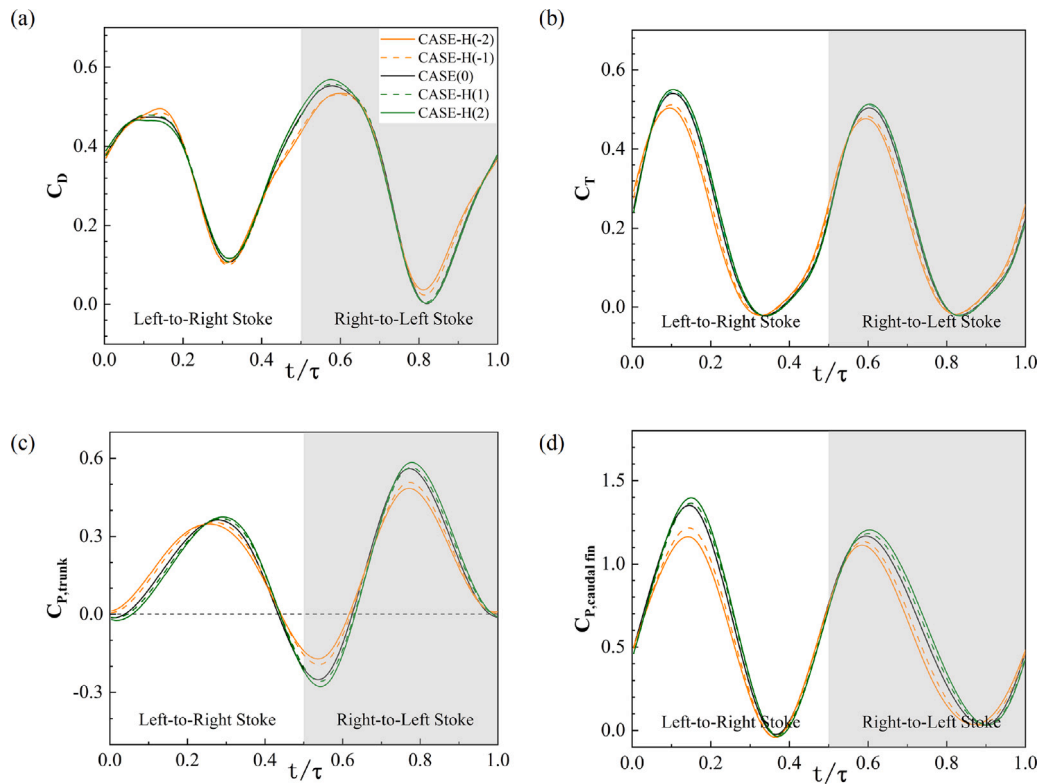 (a)
CASE-H(-2)
CASE-H(-1)
CASE(0)
CASE-H(1)
CASE-H(2)
0.6
0.4
0.2
0.0
C_D
Left-to-Right Stoke
Right-to-Left Stoke
0.0 0.2 0.4 0.6 0.8 1.0
t/τ
(b)
0.6
0.4
0.2
0.0
C_T
Left-to-Right Stoke
Right-to-Left Stoke
0.0 0.2 0.4 0.6 0.8 1.0
t/τ
(c)
0.6
0.3
0.0
-0.3
C_P,trunk
Left-to-Right Stoke
Right-to-Left Stoke
0.0 0.2 0.4 0.6 0.8 1.0
t/τ
(d)
1.5
1.0
0.5
0.0
C_P,caudal fin
Left-to-Right Stoke
Right-to-Left Stoke
0.0 0.2 0.4 0.6 0.8 1.0
t/τ